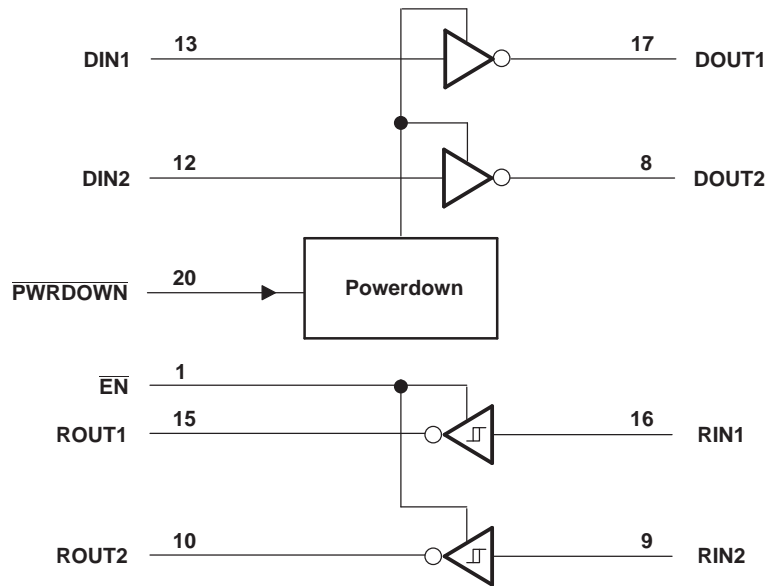 DIN1 13 17 DOUT1
DIN2 12 8 DOUT2
PWRDOWN 20 Powerdown
EN 1
ROUT1 15 16 RIN1
ROUT2 10 9 RIN2